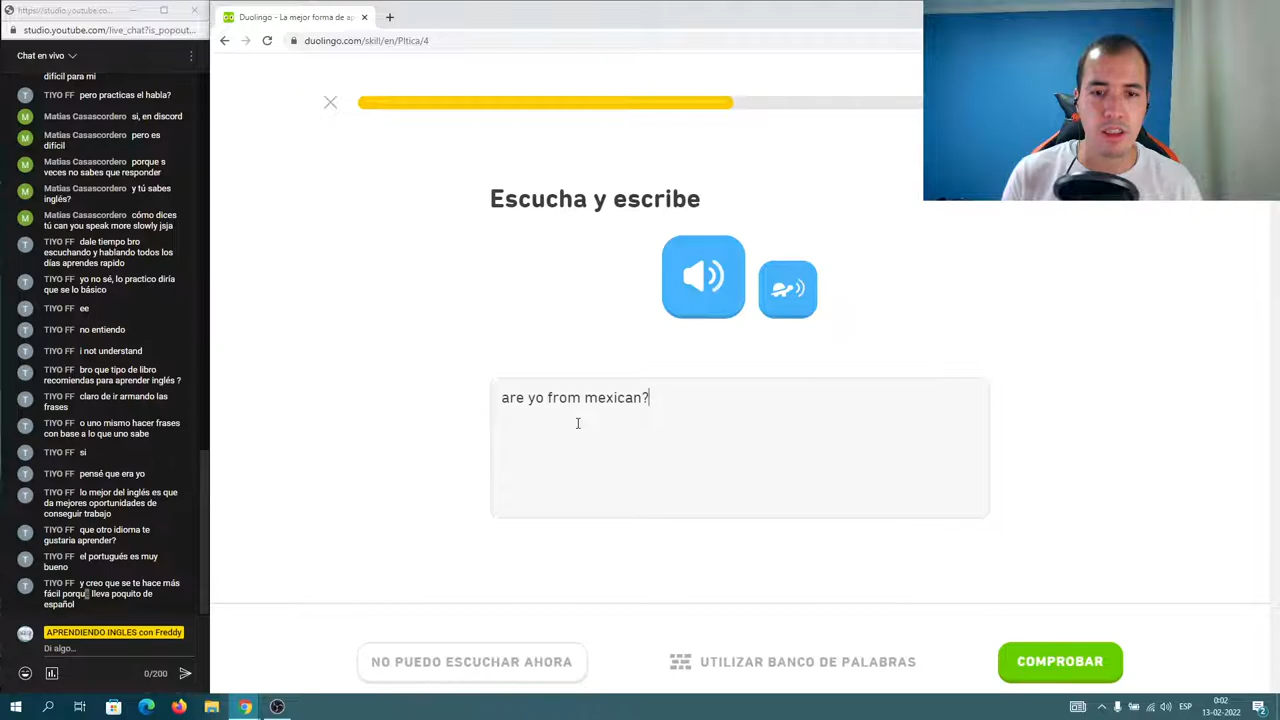 https://studio.youtube.co...
studio.youtube.com/live_chat?is_popout...
Chat en vivo
difícil para mi
TIYO FF pero practicas el habla?
Matias Casascordero si, en discord
Matias Casascordero pero es
difícil
Matias Casascordero porque s
veces no sabes que responder
Matias Casascordero y tú sabes
inglés?
Matias Casascordero cómo dices
tú can you speak more slowly jsja
TIYO FF dale tiempo bro
escuchando y hablando todos los
días aprendes rapido
TIYO FF yo no sé, lo practico diría
que se lo básico
TIYO FF ee
TIYO FF no entiendo
TIYO FF i not understand
TIYO FF bro que tipo de libro
recomiendas para aprender inglés ?
TIYO FF claro de ir armando las
frases
TIYO FF o uno mismo hacer frases
con base a lo que uno sabe
TIYO FF si
TIYO FF pensé que era yo
TIYO FF lo mejor del inglés es que
da mejores oportunidades de
conseguir trabajo
TIYO FF que otro idioma te
gustaria aprender?
TIYO FF el portugués es muy
bueno
TIYO FF y creo que se te hace más
fácil porqu lleva poquito de
español
APRENDIENDO INGLES con Freddy
Di algo...
0/200
Duolingo - La mejor forma de ap
duolingo.com/skill/en/Pltica/4
Escucha y escribe
are yo from mexican?
NO PUEDO ESCUCHAR AHORA
UTILIZAR BANCO DE PALABRAS
COMPROBAR
ESP
0:02
13-02-2022
2